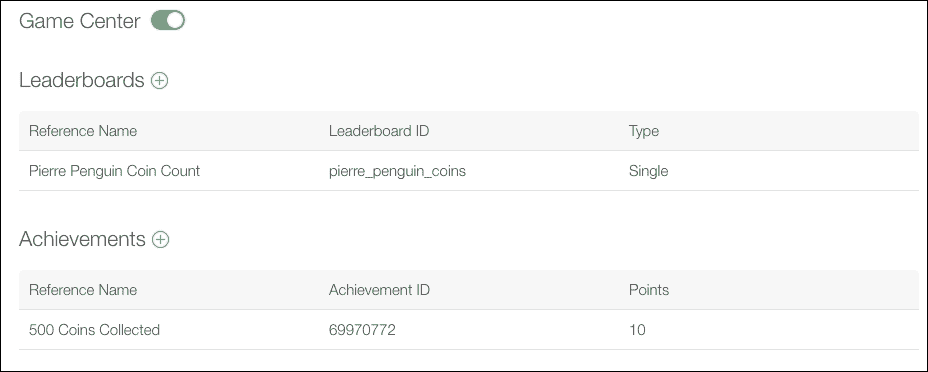 Game Center
Leaderboards
Reference Name Leaderboard ID Type
Pierre Penguin Coin Count pierre_penguin_coins Single
Achievements
Reference Name Achievement ID Points
500 Coins Collected 69970772 10